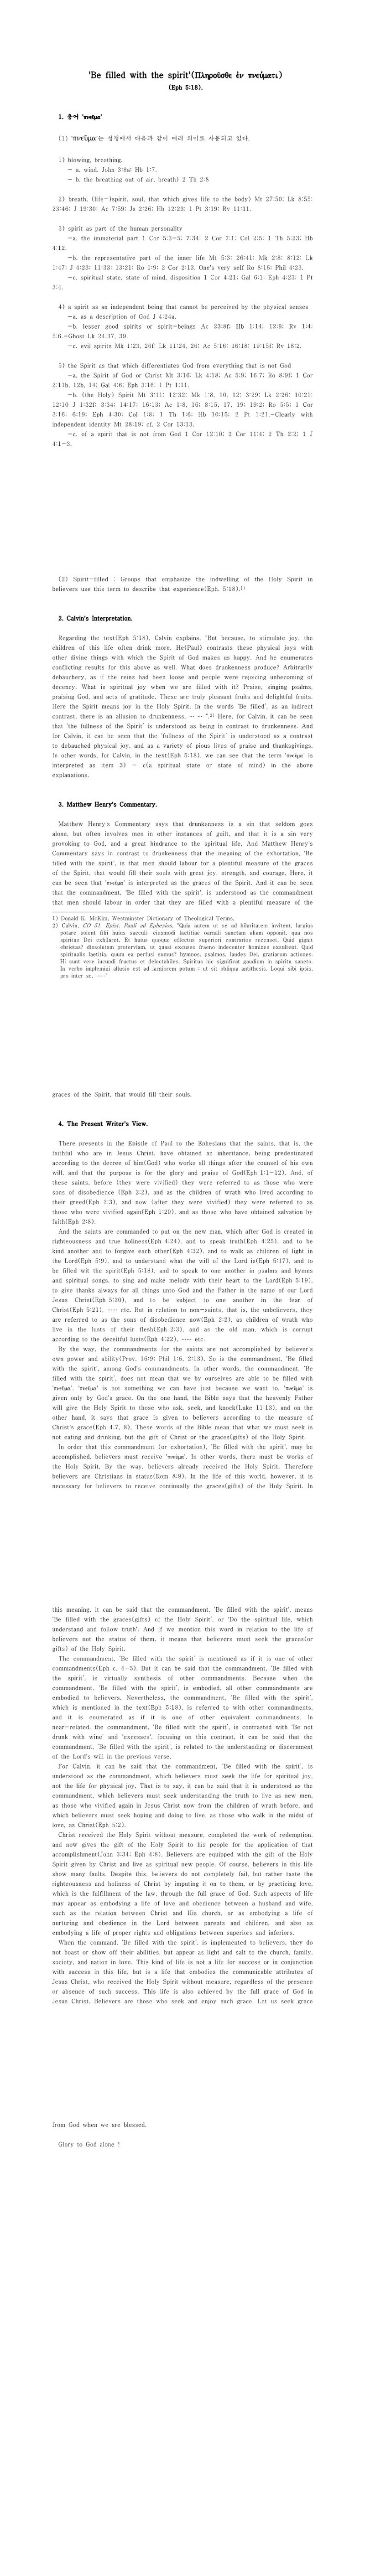 'Be filled with the spirit'(Πληροῦσθε ἐν πνεύματι)
(Eph 5:18).
1. 용어 'πνεῦμα'
(1) 'πνεῦμα'는 성경에서 다음과 같이 여러 의미로 사용되고 있다.
1) blowing, breathing.
- a. wind. John 3:8a; Hb 1:7.
- b. the breathing out of air, breath) 2 Th 2:8
2) breath, (life-)spirit, soul, that which gives life to the body) Mt 27:50; Lk 8:55;
23:46; J 19:30; Ac 7:59; Js 2:26; Hb 12:23; 1 Pt 3:19; Rv 11:11.
3) spirit as part of the human personality
-a. the immaterial part 1 Cor 5:3-5; 7:34; 2 Cor 7:1; Col 2:5; 1 Th 5:23; Hb
4:12.
-b. the representative part of the inner life Mt 5:3; 26:41; Mk 2:8; 8:12; Lk
1:47; J 4:23; 11:33; 13:21; Ro 1:9; 2 Cor 2:13. One's very self Ro 8:16; Phil 4:23.
-c. spiritual state, state of mind, disposition 1 Cor 4:21; Gal 6:1; Eph 4:23; 1 Pt
3:4.
4) a spirit as an independent being that cannot be perceived by the physical senses
-a. as a description of God J 4:24a.
-b. lesser good spirits or spirit-beings Ac 23:8f; Hb 1:14; 12:9; Rv 1:4;
5:6.-Ghost Lk 24:37, 39.
-c. evil spirits Mk 1:23, 26f; Lk 11:24, 26; Ac 5:16; 16:18; 19:15f; Rv 18:2.
5) the Spirit as that which differentiates God from everything that is not God
-a. the Spirit of God or Christ Mt 3:16; Lk 4:18; Ac 5:9; 16:7; Ro 8:9f; 1 Cor
2:11b, 12b, 14; Gal 4:6; Eph 3:16; 1 Pt 1:11.
-b. (the Holy) Spirit Mt 3:11; 12:32; Mk 1:8, 10, 12; 3:29; Lk 2:26; 10:21;
12:10 J 1:32f; 3:34; 14:17; 16:13; Ac 1:8, 16; 8:15, 17, 19; 19:2; Ro 5:5; 1 Cor
3:16; 6:19; Eph 4:30; Col 1:8; 1 Th 1:6; Hb 10:15; 2 Pt 1:21.-Clearly with
independent identity Mt 28:19; cf. 2 Cor 13:13.
-c. of a spirit that is not from God 1 Cor 12:10; 2 Cor 11:4; 2 Th 2:2; 1 J
4:1-3.
(2) Spirit-filled : Groups that emphasize the indwelling of the Holy Spirit in
believers use this term to describe that experience(Eph. 5:18).1)
2. Calvin's Interpretation.
Regarding the text(Eph 5:18), Calvin explains, "But because, to stimulate joy, the
children of this life often drink more, He(Paul) contrasts these physical joys with
other divine things with which the Spirit of God makes us happy. And he enumerates
conflicting results for this above as well. What does drunkenness produce? Arbitrarily
debauchery, as if the reins had been loose and people were rejoicing unbecoming of
decency. What is spiritual joy when we are filled with it? Praise, singing psalms,
praising God, and acts of gratitude. These are truly pleasant fruits and delightful fruits.
Here the Spirit means joy in the Holy Spirit. In the words 'Be filled', as an indirect
contrast, there is an allusion to drunkenness. -- -- ".2) Here, for Calvin, it can be seen
that 'the fullness of the Spirit' is understood as being in contrast to drunkenness. And
for Calvin, it can be seen that the 'fullness of the Spirit' is understood as a contrast
to debauched physical joy, and as a variety of pious lives of praise and thanksgivings.
In other words, for Calvin, in the text(Eph 5:18), we can see that the term 'πνεῦμα' is
interpreted as item 3) - c(a spiritual state or state of mind) in the above
explanations.
3. Matthew Henry's Commentary.
Matthew Henry's Commentary says that drunkenness is a sin that seldom goes
alone, but often involves men in other instances of guilt, and that it is a sin very
provoking to God, and a great hindrance to the spiritual life. And Matthew Henry's
Commentary says in contrast to drunkenness that the meaning of the exhortation, 'Be
filled with the spirit', is that men should labour for a plentiful measure of the graces
of the Spirit, that would fill their souls with great joy, strength, and courage. Here, it
can be seen that 'πνεῦμα' is interpreted as the graces of the Spirit. And it can be seen
that the commandment, 'Be filled with the spirit', is understood as the commandment
that men should labour in order that they are filled with a plentiful measure of the
1) Donald K. McKim, Westminster Dictionary of Theological Terms.
2) Calvin, CO 51, Epist. Pauli ad Ephesios, "Quia autem ut se ad hilaritatem invitent, largius
potare solent filii huius saeculi: eiusmodi laetitiae carnali sanctam aliam opponit, qua nos
spiritus Dei exhilaret. Et huius quoque effectus superiori contrarios recenset. Quid gignit
ebrietas? dissolutam proterviam, ut quasi excusso fraeno indecenter homines exsultent. Quid
spiritualis laetitia, quum ea perfusi sumus? hymnos, psalmos, laudes Dei, gratiarum actiones.
Hi sunt vere iucundi fructus et delectabiles. Spiritus hic significat gaudium in spiritu sancto.
In verbo implemini allusio est ad largiorem potum : ut sit obliqua antithesis. Loqui sibi ipsis,
pro inter se, ----"
graces of the Spirit, that would fill their souls.
4. The Present Writer's View.
There presents in the Epistle of Paul to the Ephesians that the saints, that is, the
faithful who are in Jesus Christ, have obtained an inheritance, being predestinated
according to the decree of him(God) who works all things after the counsel of his own
will, and that the purpose is for the glory and praise of God(Eph 1:1-12). And, of
these saints, before (they were vivified) they were referred to as those who were
sons of disobedience (Eph 2:2), and as the children of wrath who lived according to
their greed(Eph 2:3), and now (after they were vivified) they were referred to as
those who were vivified again(Eph 1:20), and as those who have obtained salvation by
faith(Eph 2:8).
And the saints are commanded to put on the new man, which after God is created in
righteousness and true holiness(Eph 4:24), and to speak truth(Eph 4:25), and to be
kind another and to forgive each other(Eph 4:32), and to walk as children of light in
the Lord(Eph 5:9), and to understand what the will of the Lord is(Eph 5:17), and to
be filled wit the spirit(Eph 5:18), and to speak to one another in psalms and hymns
and spiritual songs, to sing and make melody with their heart to the Lord(Eph 5:19),
to give thanks always for all things unto God and the Father in the name of our Lord
Jesus Christ(Eph 5:20), and to be subject to one another in the fear of
Christ(Eph 5:21), ---- etc. But in relation to non-saints, that is, the unbelievers, they
are referred to as the sons of disobedience now(Eph 2:2), as children of wrath who
live in the lusts of their flesh(Eph 2:3), and as the old man, which is corrupt
according to the deceitful lusts(Eph 4:22), ---- etc.
By the way, the commandments for the saints are not accomplished by believer's
own power and ability(Prov. 16:9; Phil 1:6, 2:13). So is the commandment, 'Be filled
with the spirit', among God's commandments. In other words, the commandment, 'Be
filled with the spirit', does not mean that we by ourselves are able to be filled with
'πνεῦμα'. 'πνεῦμα' is not something we can have just because we want to. 'πνεῦμα' is
given only by God's grace. On the one hand, the Bible says that the heavenly Father
will give the Holy Spirit to those who ask, seek, and knock(Luke 11:13), and on the
other hand, it says that grace is given to believers according to the measure of
Christ's grace(Eph 4:7, 8). These words of the Bible mean that what we must seek is
not eating and drinking, but the gift of Christ or the graces(gifts) of the Holy Spirit.
In order that this commandment (or exhortation), 'Be filled with the spirit', may be
accomplished, believers must receive 'πνεῦμα'. In other words, there must be works of
the Holy Spirit. By the way, believers already received the Holy Spirit. Therefore
believers are Christians in status(Rom 8:9). In the life of this world, however, it is
necessary for believers to receive continually the graces(gifts) of the Holy Spirit. In
this meaning, it can be said that the commandment, 'Be filled with the spirit', means
'Be filled with the graces(gifts) of the Holy Spirit', or 'Do the spiritual life, which
understand and follow truth'. And if we mention this word in relation to the life of
believers not the status of them, it means that believers must seek the graces(or
gifts) of the Holy Spirit.
The commandment, 'Be filled with the spirit' is mentioned as if it is one of other
commandments(Eph c. 4-5). But it can be said that the commandment, 'Be filled with
the spirit', is virtually synthesis of other commandments. Because when the
commandment, 'Be filled with the spirit', is embodied, all other commandments are
embodied to believers. Nevertheless, the commandment, 'Be filled with the spirit',
which is mentioned in the text(Eph 5:18), is referred to with other commandments,
and it is enumerated as if it is one of other equivalent commandments. In
near-related, the commandment, 'Be filled with the spirit', is contrasted with 'Be not
drunk with wine' and 'excesses', focusing on this contrast, it can be said that the
commandment, 'Be filled with the spirit', is related to the understanding or discernment
of the Lord's will in the previous verse.
For Calvin, it can be said that the commandment, 'Be filled with the spirit', is
understood as the commandment, which believers must seek the life for spiritual joy,
not the life for physical joy. That is to say, it can be said that it is understood as the
commandment, which believers must seek understanding the truth to live as new men,
as those who vivified again in Jesus Christ now from the children of wrath before, and
which believers must seek hoping and doing to live, as those who walk in the midst of
love, as Christ(Eph 5:2).
Christ received the Holy Spirit without measure, completed the work of redemption,
and now gives the gift of the Holy Spirit to his people for the application of that
accomplishment(John 3:34; Eph 4:8). Believers are equipped with the gift of the Holy
Spirit given by Christ and live as spiritual new people. Of course, believers in this life
show many faults. Despite this, believers do not completely fail, but rather taste the
righteousness and holiness of Christ by imputing it on to them, or by practicing love,
which is the fulfillment of the law, through the full grace of God. Such aspects of life
may appear as embodying a life of love and obedience between a husband and wife,
such as the relation between Christ and His church, or as embodying a life of
nurturing and obedience in the Lord between parents and children, and also as
embodying a life of proper rights and obligations between superiors and inferiors.
When the command, 'Be filled with the spirit', is implemented to believers, they do
not boast or show off their abilities, but appear as light and salt to the church, family,
society, and nation in love. This kind of life is not a life for success or in conjunction
with success in this life, but is a life that embodies the communicable attributes of
Jesus Christ, who received the Holy Spirit without measure, regardless of the presence
or absence of such success. This life is also achieved by the full grace of God in
Jesus Christ. Believers are those who seek and enjoy such grace. Let us seek grace
from God when we are blessed.
Glory to God alone !